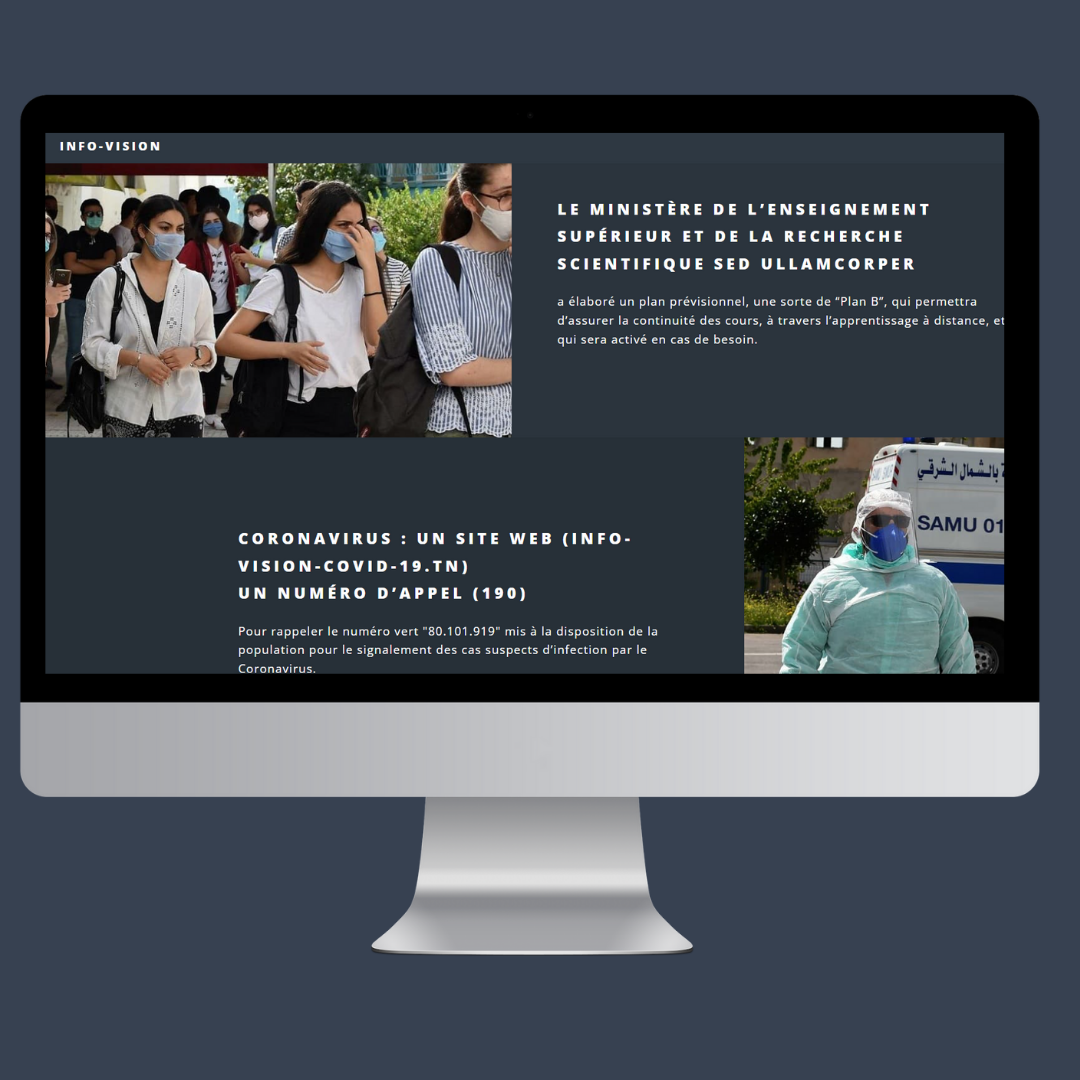 INFO-VISION
LE MINISTÈRE DE L’ENSEIGNEMENT
SUPÉRIEUR ET DE LA RECHERCHE
SCIENTIFIQUE SED ULLAMCORPER
a élaboré un plan prévisionnel, une sorte de “Plan B”, qui permettra
d’assurer la continuité des cours, à travers l’apprentissage à distance, et
qui sera activé en cas de besoin.
بالشمال الشرقي
SAMU 01
CORONAVIRUS : UN SITE WEB (INFO-
VISION-COVID-19.TN)
UN NUMÉRO D’APPEL (190)
Pour rappeler le numéro vert "80.101.919" mis à la disposition de la
population pour le signalement des cas suspects d’infection par le
Coronavirus.